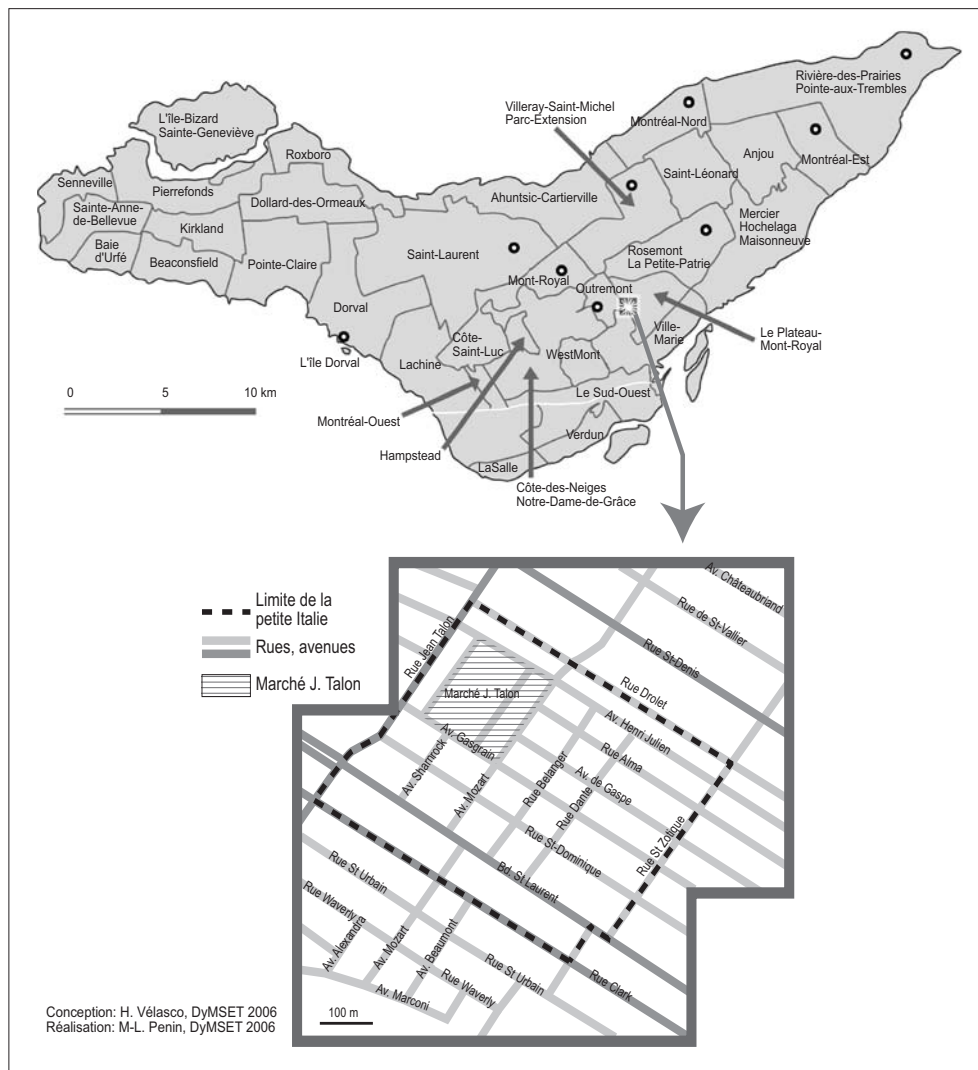 Rivière-des-Prairies
Pointe-aux-Trembles
Villeray-Saint-Michel
Parc-Extension
Montréal-Nord
L'île-Bizard
Sainte-Geneviève
Anjou
Montréal-Est
Roxboro
Saint-Léonard
Senneville
Pierrefonds
Ahuntsic-Cartierville
Dollard-des-Ormeaux
Sainte-Anne-
de-Bellevue
Kirkland
Mercier
Hochelaga
Maisonneuve
Baie
d'Urfé
Beaconsfield
Pointe-Claire
Saint-Laurent
Rosemont
La Petite-Patrie
Mont-Royal
Outremont
Dorval
Côte-
Saint-Luc
Ville-
Marie
Le Plateau-
Mont-Royal
L'île Dorval
Lachine
WestMont
0 5 10 km
Le Sud-Ouest
Montréal-Ouest
Verdun
Hampstead
LaSalle
Côte-des-Neiges
Notre-Dame-de-Grâce
Limite de la
petite Italie
Rues, avenues
Marché J. Talon
Av. Châteaubriand
Rue de St-Vallier
Rue St-Denis
Rue Jean Talon
Rue Drolet
Marché J. Talon
Av. Henri Julien
Rue Alma
Av. Gasgrain
Av. de Gaspe
Av. Sharnrock
Av. Mozart
Rue Belanger
Rue Dante
Rue St-Dominique
Rue St Zotique
Bd. St Laurent
Rue St Urbain
Rue Waverly
Av. Alexandra
Av. Mozart
Av. Beaumont
Rue St Urbain
Rue Waverly
Rue Clark
Av. Marconi
100 m
Conception: H. Vélasco, DyMSET 2006
Réalisation: M-L. Penin, DyMSET 2006